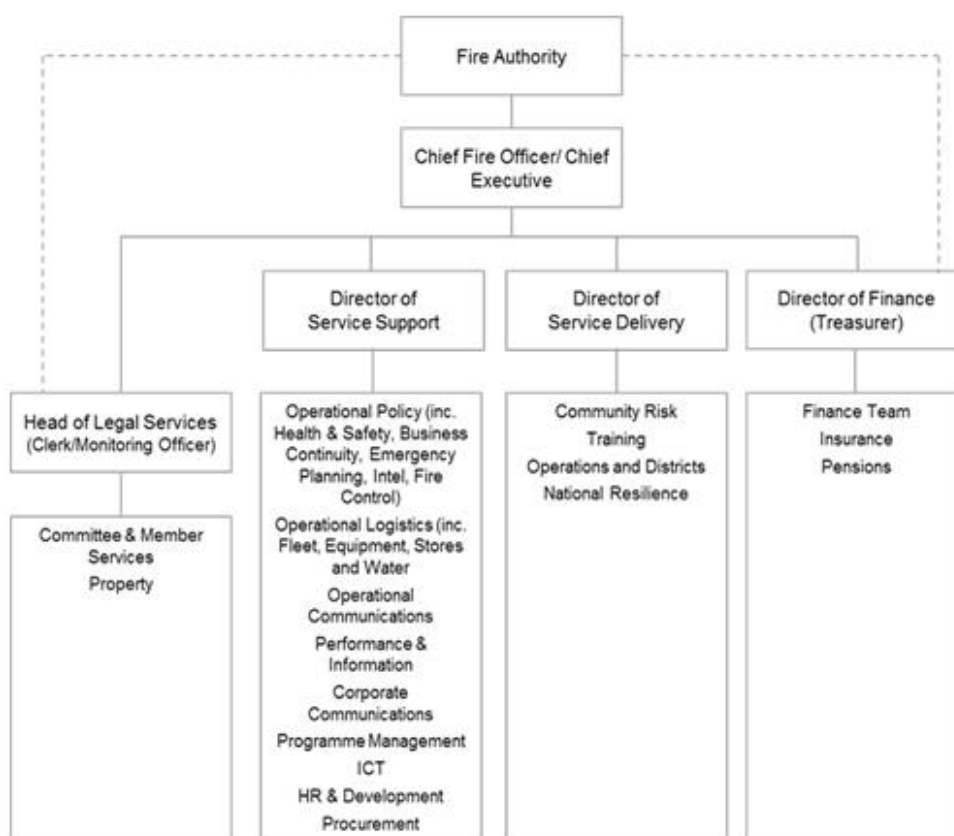 Fire Authority
Chief Fire Officer/ Chief
Executive
Director of
Service Support
Director of
Service Delivery
Director of Finance
(Treasurer)
Head of Legal Services
(Clerk/Monitoring Officer)
Committee & Member
Services
Property
Operational Policy (inc.
Health & Safety, Business
Continuity, Emergency
Planning, Intel, Fire
Control)
Operational Logistics (inc.
Fleet, Equipment, Stores
and Water
Operational
Communications
Performance &
Information
Corporate
Communications
Programme Management
ICT
HR & Development
Procurement
Community Risk
Training
Operations and Districts
National Resilience
Finance Team
Insurance
Pensions